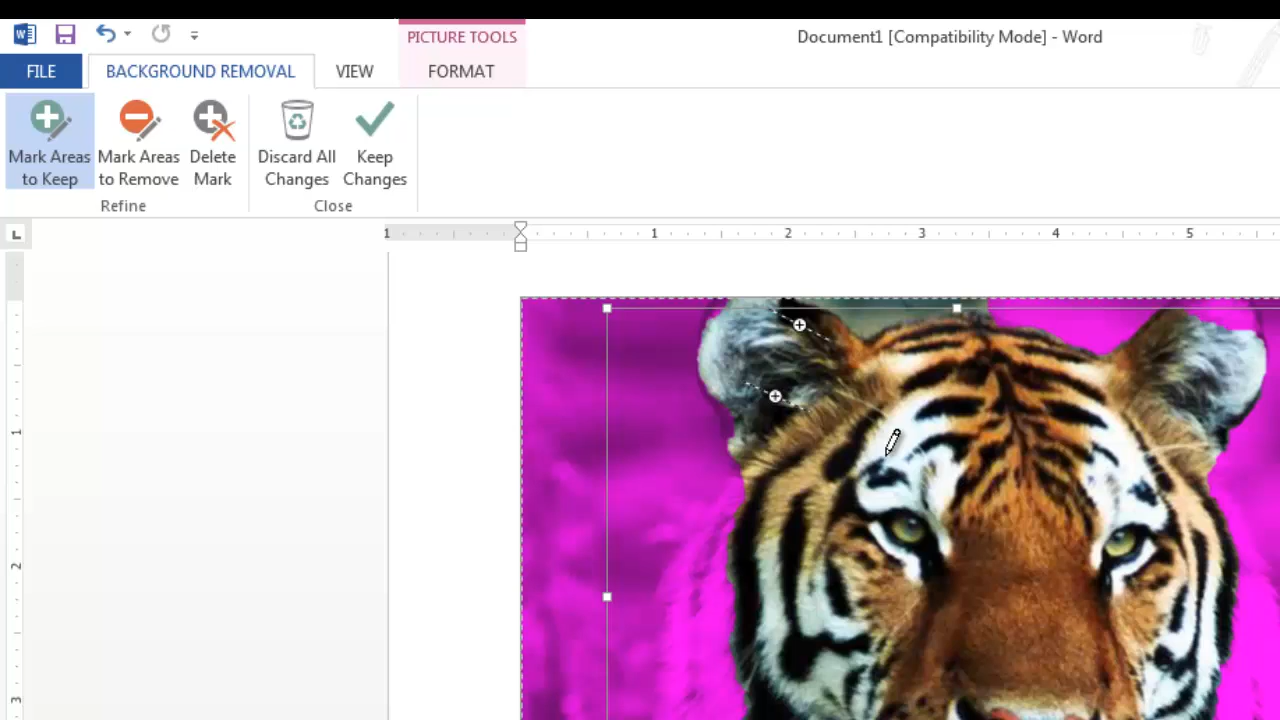 Document1 [Compatibility Mode] - Word
PICTURE TOOLS
FILE BACKGROUND REMOVAL VIEW FORMAT
Mark Areas to Keep
Mark Areas to Remove
Delete Mark
Discard All Changes
Keep Changes
Refine Close
L
1 1 2 3 4 5
1
2
3